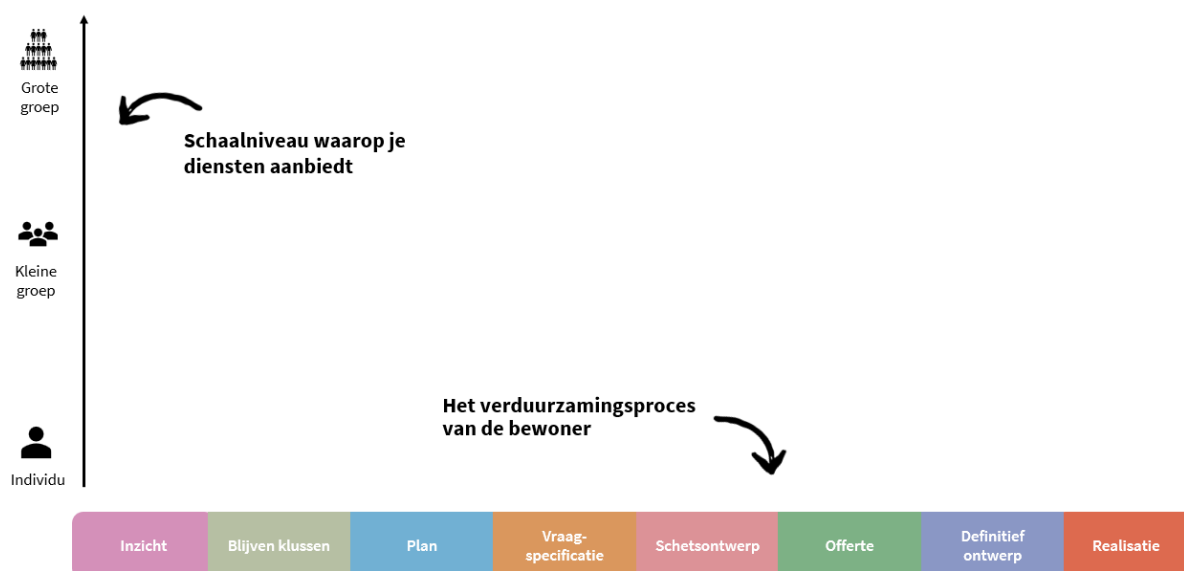 Grote
groep
Schaalniveau waarop je
diensten aanbiedt
Kleine
groep
Het verduurzamingsproces
van de bewoner
Individu
Inzicht
Blijven klussen
Plan
Vraag-
specificatie
Schetsontwerp
Offerte
Definitief
ontwerp
Realisatie